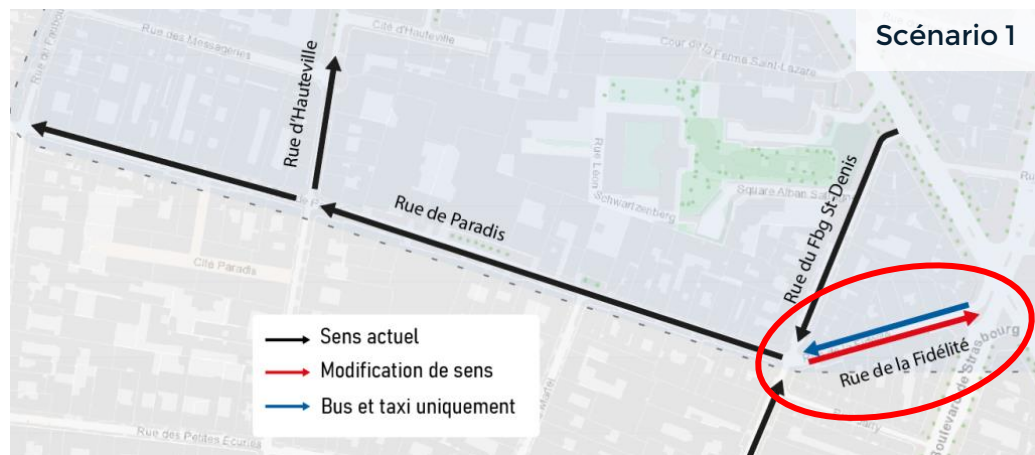 Scénario 1
Rue des Messageries
Cité d'Hauteville
Cour de la Ferme Saint-Lazare
Rue d'Hauteville
Rue Léon
Schwartzenberg
Square Alban Sat
Rue du Fbg St-Denis
Rue de Paradis
Cité Paradis
Rue de la Fidélité
Boulevard de Strasbourg
Sens actuel
Modification de sens
Bus et taxi uniquement
Rue des Petites Écuries